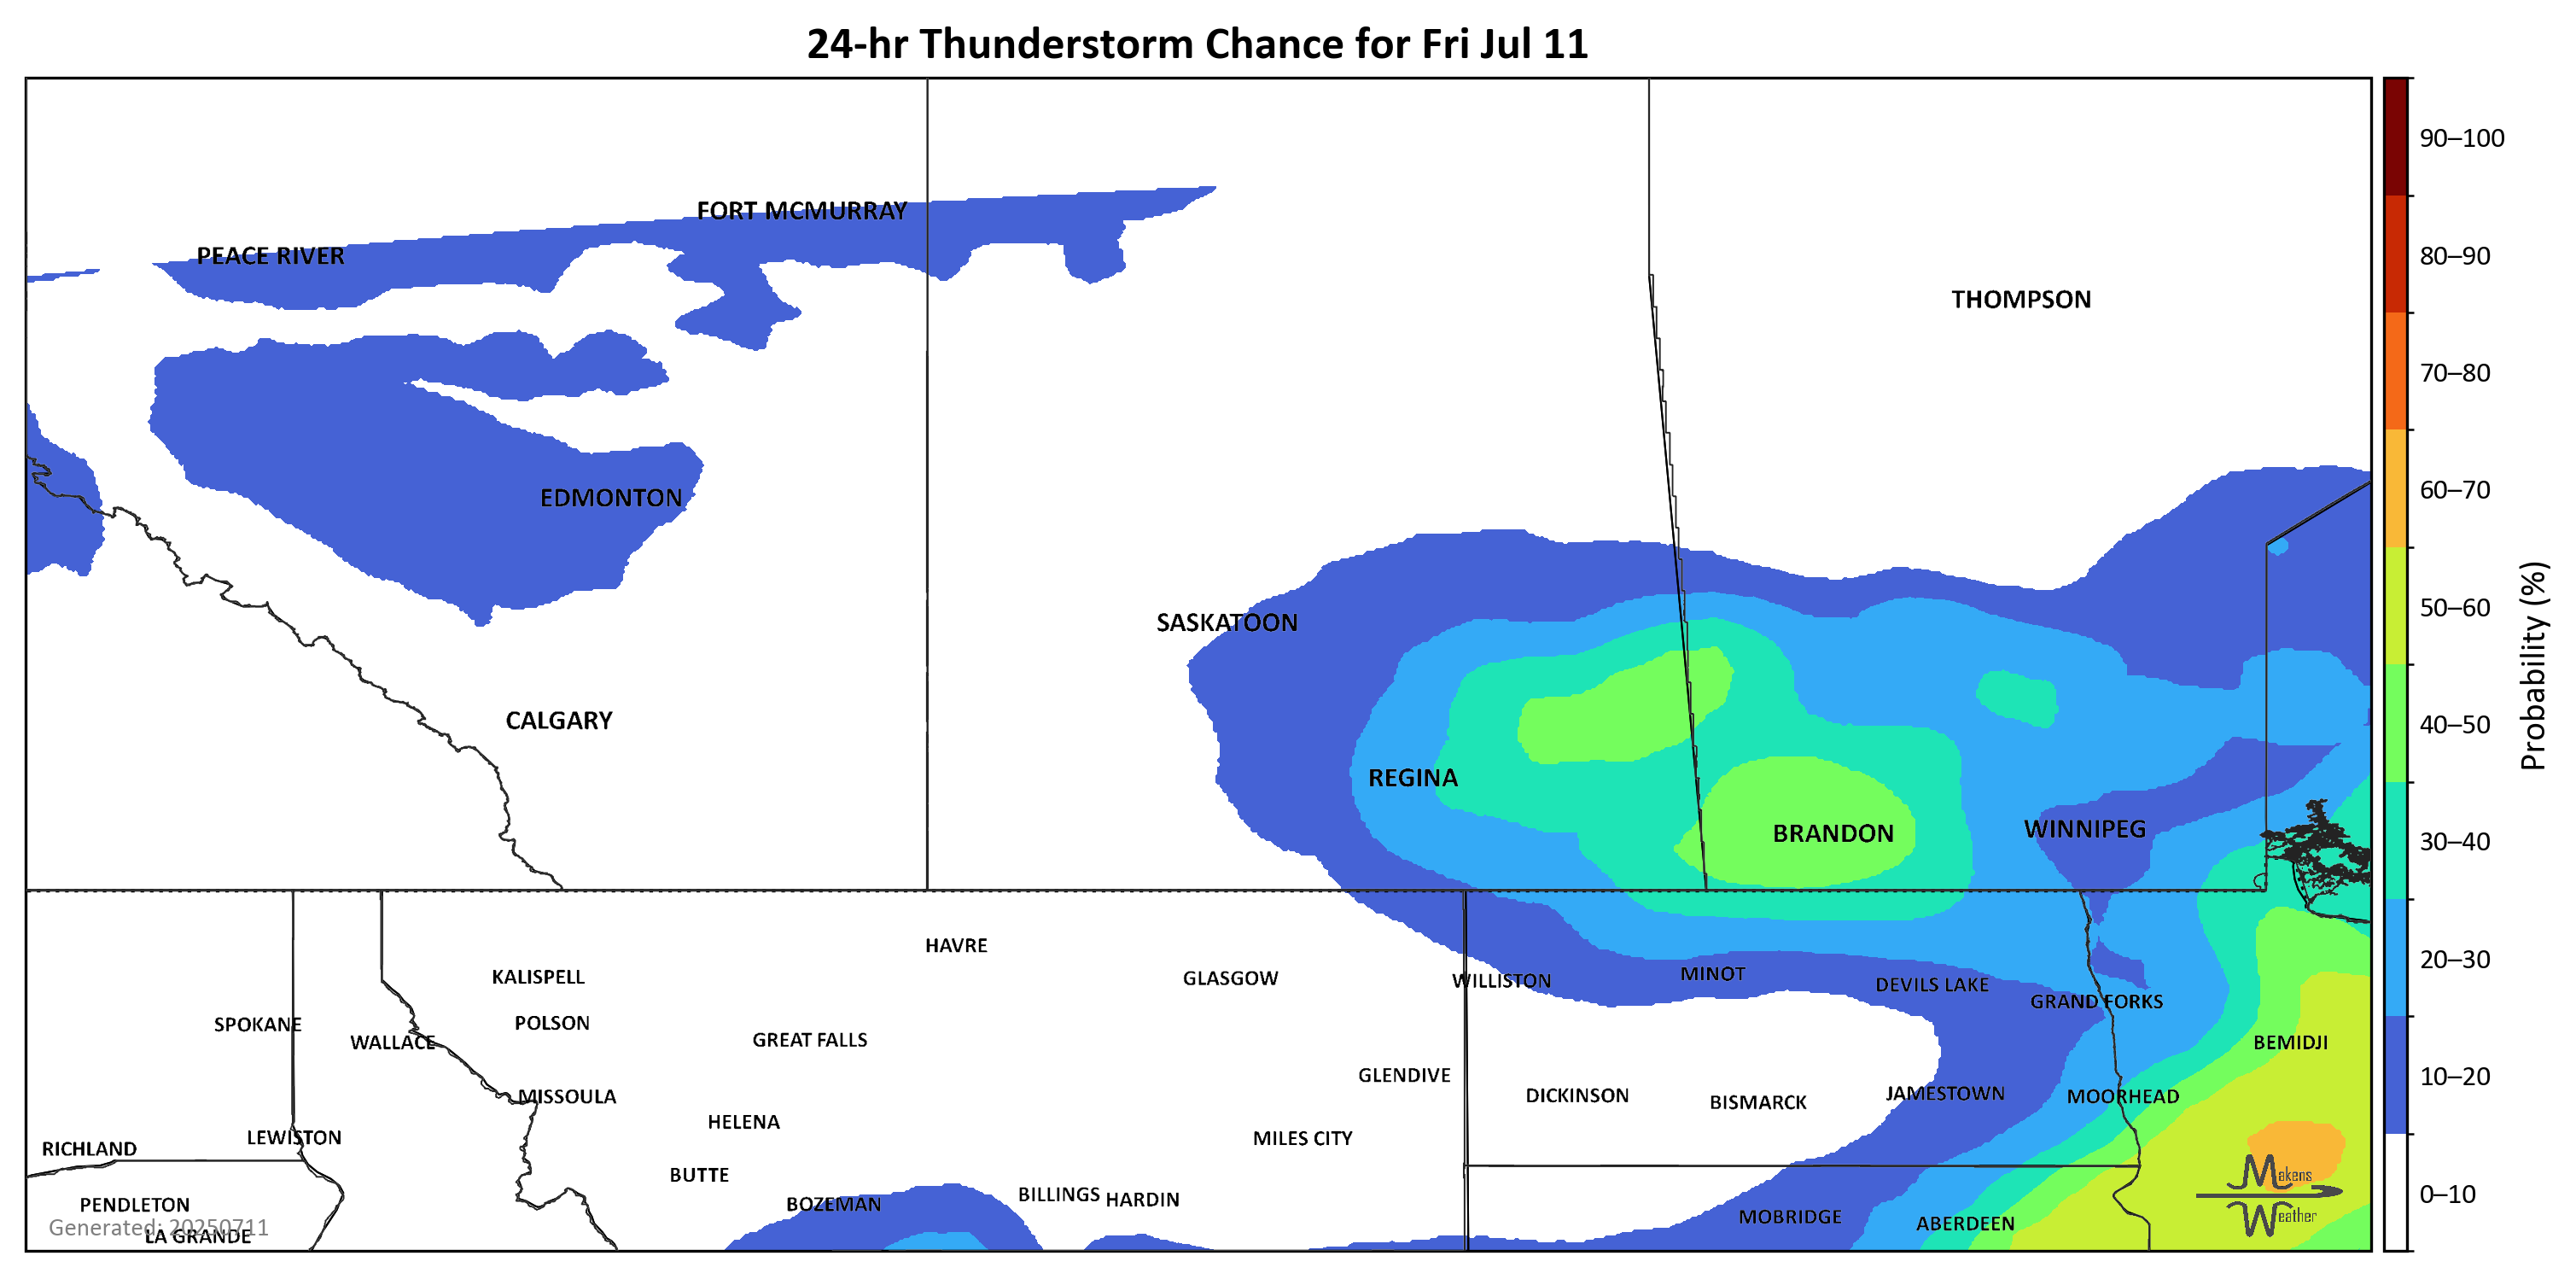 24-hr Thunderstorm Chance for Fri Jul 11
90–100
80–90
70–80
60–70
50–60
40–50
30–40
20–30
10–20
0–10
Probability (%)
FORT MCMURRAY
PEACE RIVER
THOMPSON
EDMONTON
SASKATOON
CALGARY
REGINA
BRANDON
WINNIPEG
HAVRE
KALISPELL
GLASGOW
WILLISTON
MINOT
DEVILS LAKE
GRAND FORKS
SPOKANE
POLSON
WALLACE
GREAT FALLS
BEMIDJI
GLENDIVE
MISSOULA
DICKINSON
BISMARCK
JAMESTOWN
MOORHEAD
HELENA
LEWISTON
RICHLAND
MILES CITY
BUTTE
BOZEMAN
BILLINGS
HARDIN
PENDLETON
MOBRIDGE
ABERDEEN
LA GRANDE
Generated: 20250711
Makens
Weather